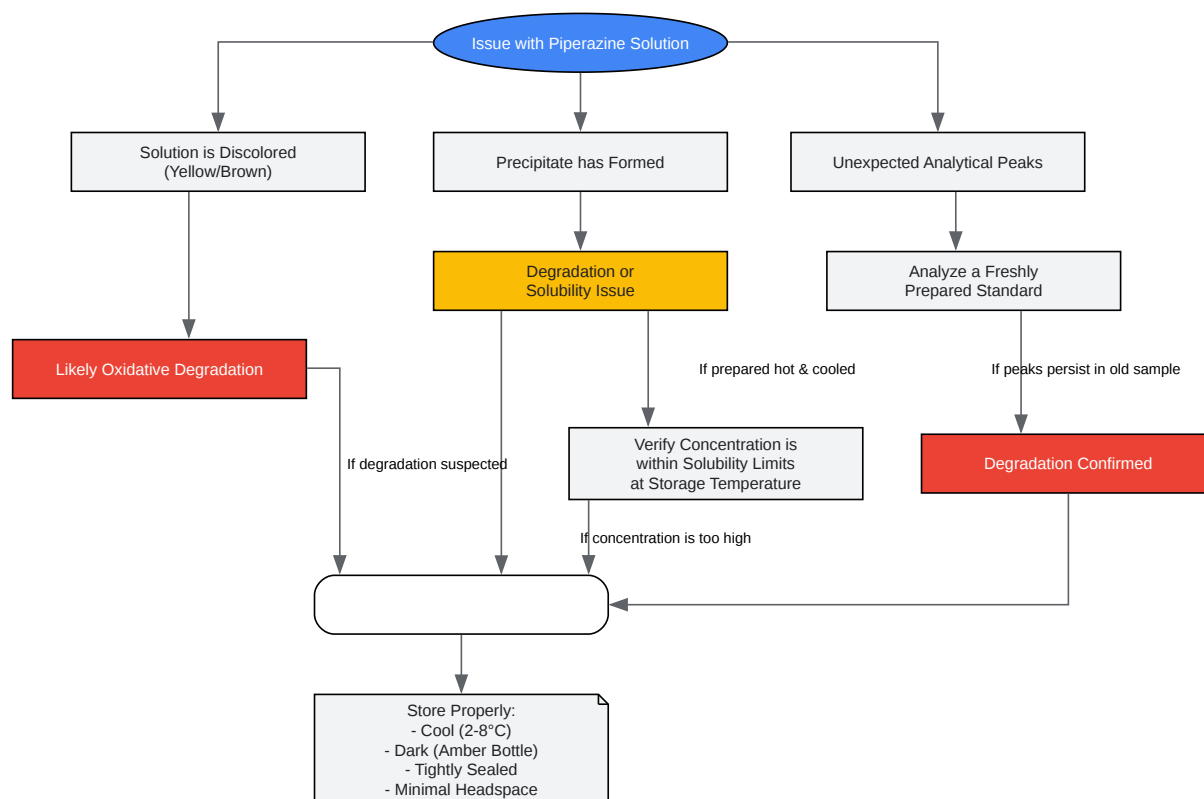 Issue with Piperazine Solution
Solution is Discolored
(Yellow/Brown)
Precipitate has Formed
Unexpected Analytical Peaks
Degradation or
Solubility Issue
Analyze a Freshly
Prepared Standard
Likely Oxidative Degradation
If prepared hot & cooled
If peaks persist in old sample
Verify Concentration is
within Solubility Limits
at Storage Temperature
If degradation suspected
Degradation Confirmed
If concentration is too high
Store Properly:
- Cool (2-8°C)
- Dark (Amber Bottle)
- Tightly Sealed
- Minimal Headspace